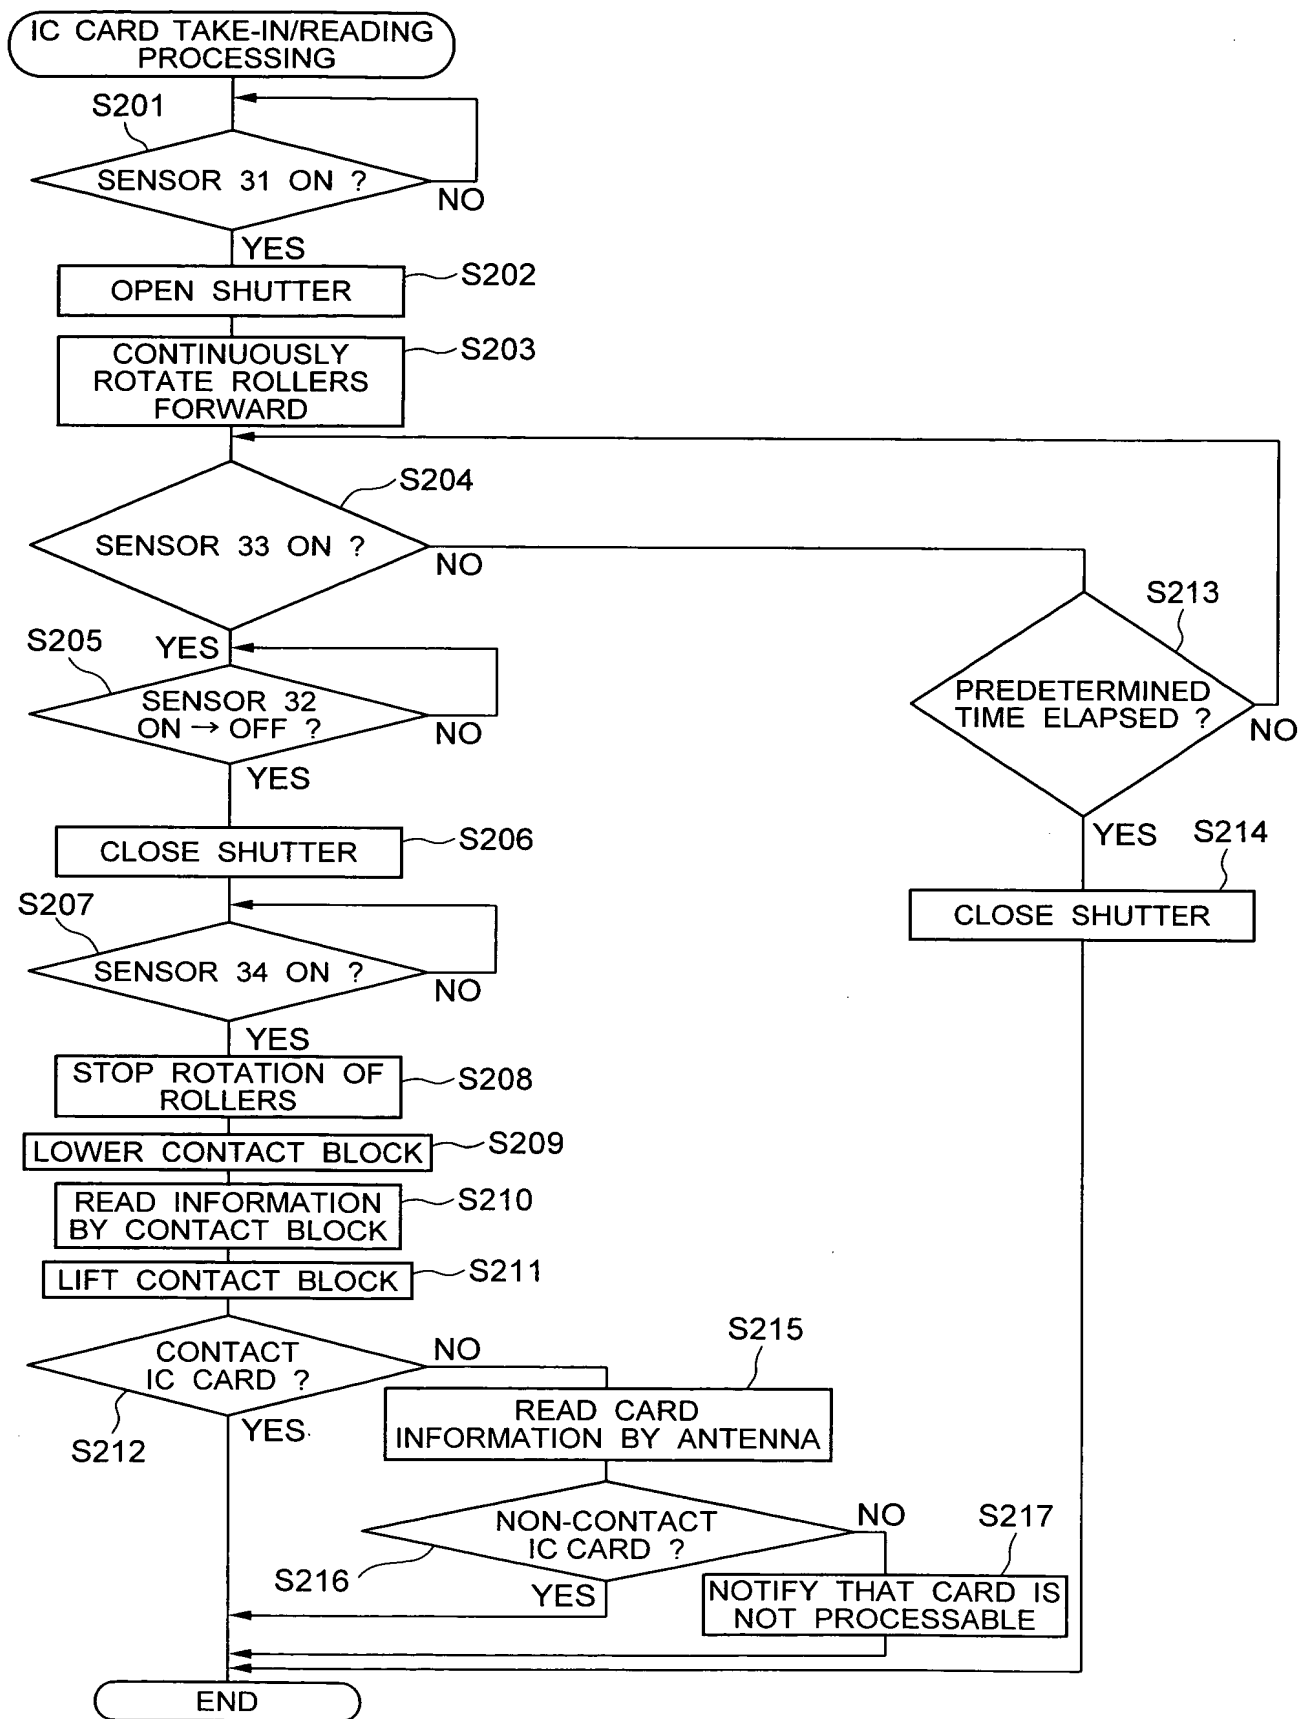 IC CARD TAKE-IN/READING
PROCESSING
S201
SENSOR 31 ON ?
NO
YES
S202
OPEN SHUTTER
S203
CONTINUOUSLY
ROTATE ROLLERS
FORWARD
S204
SENSOR 33 ON ?
NO
S213
PREDETERMINED
TIME ELAPSED ?
NO
YES
S214
CLOSE SHUTTER
YES
S205
SENSOR 32
ON → OFF ?
NO
YES
S206
CLOSE SHUTTER
S207
SENSOR 34 ON ?
NO
YES
STOP ROTATION OF
ROLLERS
S208
LOWER CONTACT BLOCK
S209
READ INFORMATION
BY CONTACT BLOCK
S210
LIFT CONTACT BLOCK
S211
CONTACT
IC CARD ?
NO
S212
YES
S215
READ CARD
INFORMATION BY ANTENNA
NON-CONTACT
IC CARD ?
NO
S216
YES
S217
NOTIFY THAT CARD IS
NOT PROCESSABLE
END